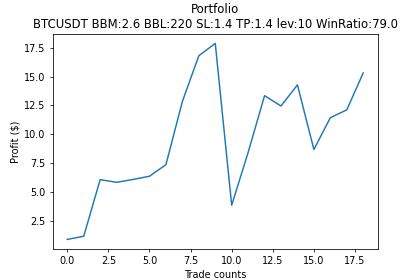 Portfolio
BTCUSDT BBM:2.6 BBL:220 SL:1.4 TP:1.4 lev:10 WinRatio:79.0
17.5
15.0
12.5
10.0
7.5
5.0
2.5
Profit ($)
0.0 2.5 5.0 7.5 10.0 12.5 15.0 17.5
Trade counts